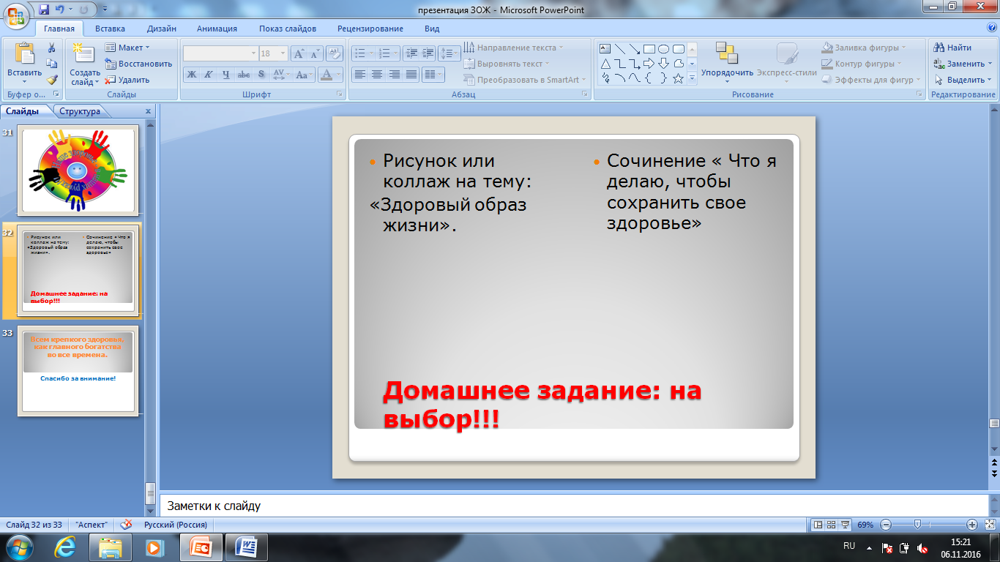 презентация ЗОЖ - Microsoft PowerPoint
Главная
Вставка
Дизайн
Анимация
Показ слайдов
Рецензирование
Вид
Вставить
Буфер о...
Создать
слайд
Макет
Восстановить
Удалить
Слайды
18
Ж К Ч abc S AV Aa A
Шрифт
Направление текста
Выровнять текст
Преобразовать в SmartArt
Абзац
Упорядочить
Экспресс-стили
Заливка фигуры
Контур фигуры
Эффекты для фигур
Рисование
Найти
Заменить
Выделить
Редактирование
Слайды
Структура
x
31
32
Рисунок или
коллаж на тему:
«Здоровый образ
жизни».
Сочинение « Что я
делаю, чтобы
сохранить свое
здоровье»
Домашнее задание: на
выбор!!!
33
Всем крепкого здоровья,
как главного богатства
во все времена.
Спасибо за внимание!
Рисунок или
коллаж на тему:
«Здоровый образ
жизни».
Сочинение « Что я
делаю, чтобы
сохранить свое
здоровье»
Домашнее задание: на
выбор!!!
Заметки к слайду
Слайд 32 из 33
"Аспект"
Русский (Россия)
69%
RU
15:21
06.11.2016